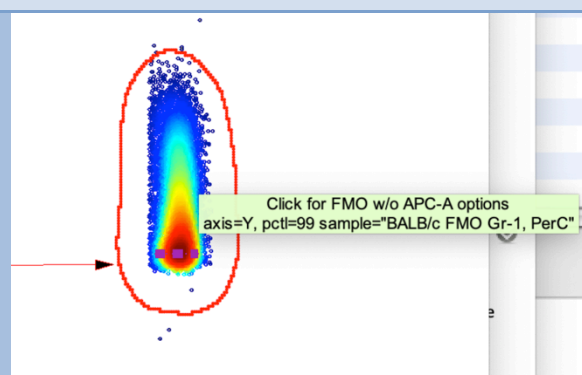 Click for FMO w/o APC-A options
axis=Y, pctl=99 sample="BALB/c FMO Gr-1, PerC"
e